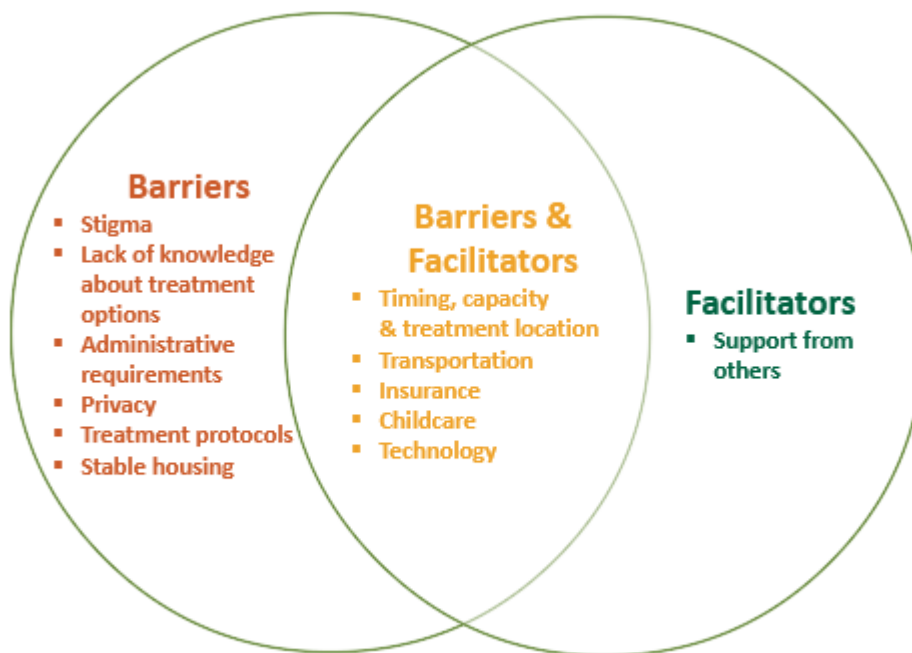 Barriers
▪ Stigma
▪ Lack of knowledge
about treatment
options
▪ Administrative
requirements
▪ Privacy
▪ Treatment protocols
▪ Stable housing
Barriers &
Facilitators
▪ Timing, capacity
& treatment location
▪ Transportation
▪ Insurance
▪ Childcare
▪ Technology
Facilitators
▪ Support from
others